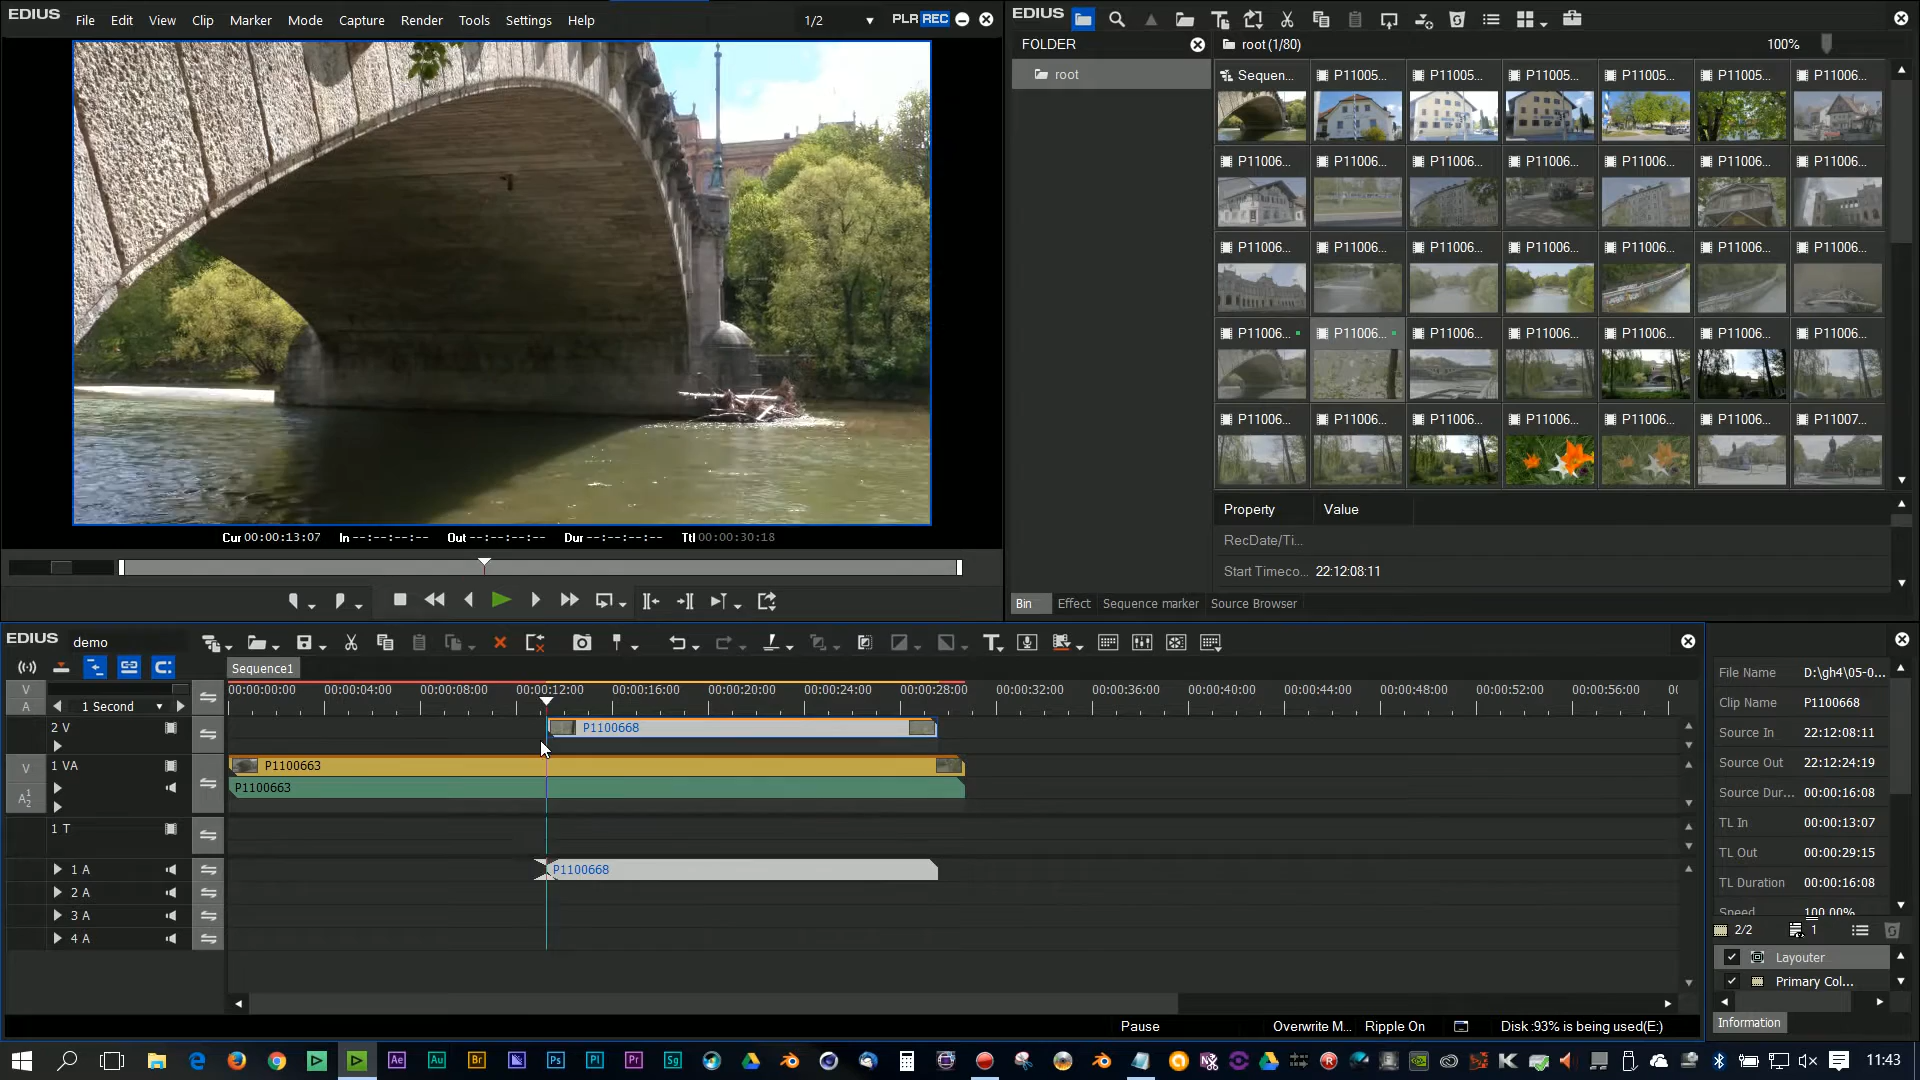 EDIUS File Edit View Clip Marker Mode Capture Render Tools Settings Help 1/2 PLR REC
Cur 00:00:13:07 In --:--:--:-- Out --:--:--:-- Dur --:--:--:-- Ttl 00:00:30:18
EDIUS
FOLDER root (1/80) 100%
root
Sequen... P11005... P11005... P11005... P11005... P11005... P11006...
P11006... P11006... P11006... P11006... P11006... P11006... P11006...
P11006... P11006... P11006... P11006... P11006... P11006... P11006...
P11006... P11006... P11006... P11006... P11006... P11006... P11006...
P11006... P11006... P11006... P11006... P11006... P11006... P11007...
Property Value
RecDate/Ti...
Start Timeco... 22:12:08:11
Bin Effect Sequence marker Source Browser
EDIUS demo
Sequence1
V
A
1 Second
00:00:00:00 00:00:04:00 00:00:08:00 00:00:12:00 00:00:16:00 00:00:20:00 00:00:24:00 00:00:28:00 00:00:32:00 00:00:36:00 00:00:40:00 00:00:44:00 00:00:48:00 00:00:52:00 00:00:56:00
2 V P1100668
V 1 VA P1100663
A 1 2 P1100663
1 T
1 A P1100668
2 A
3 A
4 A
File Name D:\gh4\05-0...
Clip Name P1100668
Source In 22:12:08:11
Source Out 22:12:24:19
Source Dur... 00:00:16:08
TL In 00:00:13:07
TL Out 00:00:29:15
TL Duration 00:00:16:08
Speed 100.00%
2/2 1
Layouter
Primary Col...
Information
Pause Overwrite M... Ripple On Disk :93% is being used(E:)
Ae Au Br Ps Pl Pr Sg 11:43